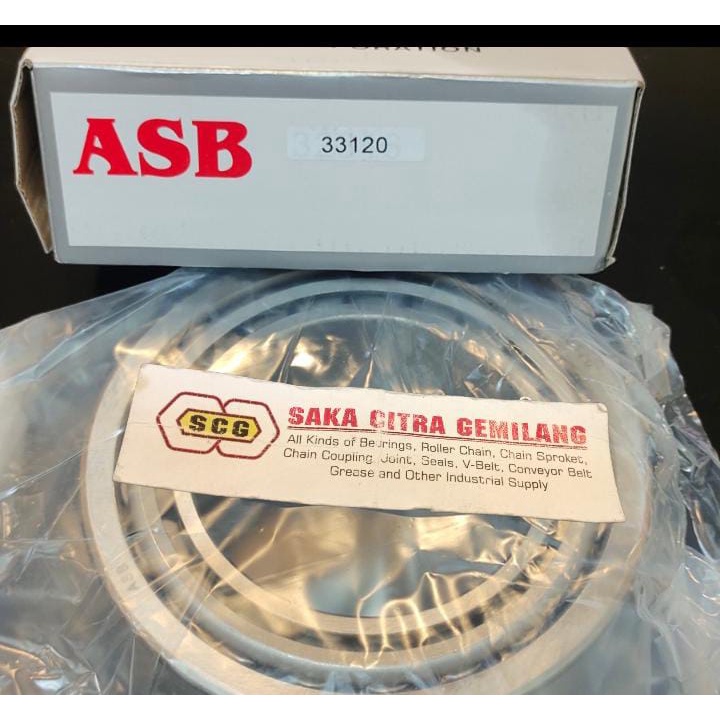 ASB
33120
SCG
SAKA CITRA GEMILANG
All Kinds of Bearings, Roller Chain, Chain Sproket,
Chain Coupling, Joint, Seals, V-Belt, Conveyor Belt
Grease and Other Industrial Supply
ASB